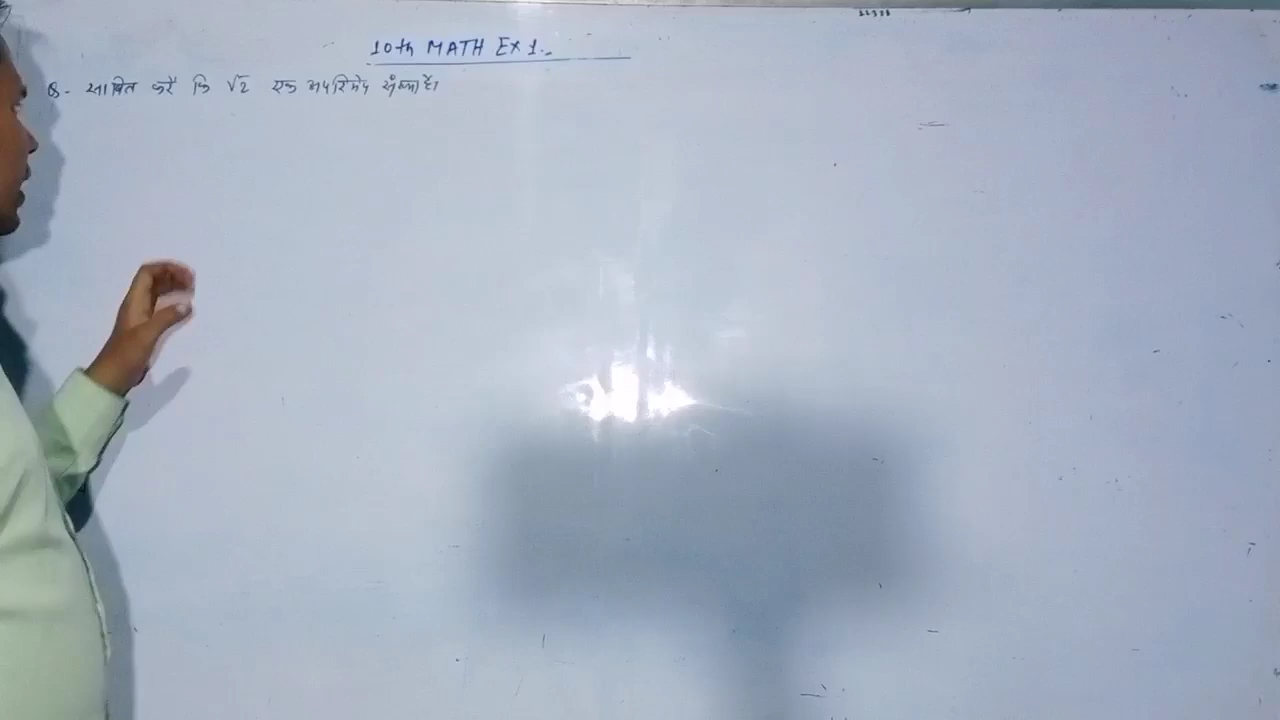 10th MATH EX 1..
Q- साबित करें कि √2 एक अपरिमेय संख्या है।